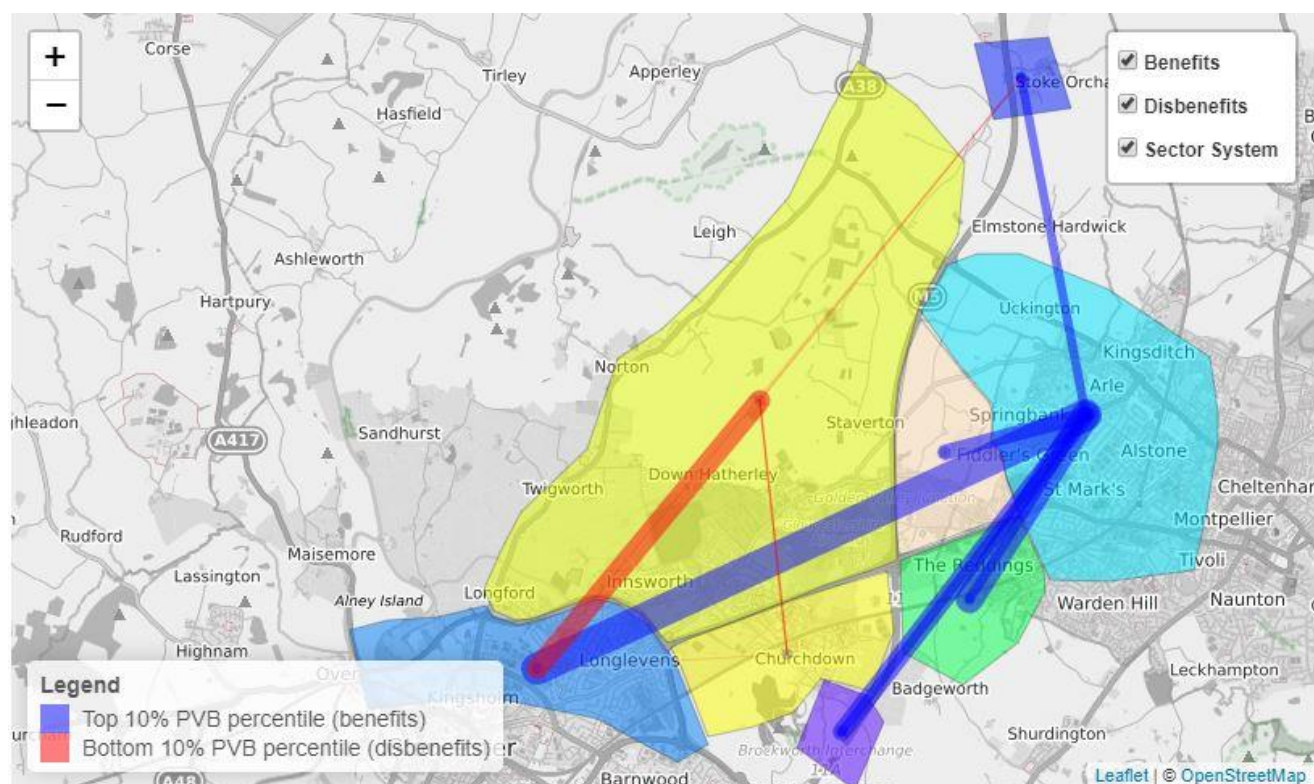 +
−
Corse
Tirley
Apperley
Hasfield
A38
Stoke Orcha
Benefits
Disbenefits
Sector System
Leigh
Elmstone Hardwick
Ashleworth
Hartpury
M5
Uckington
Norton
Kingsditch
Arle
ghleadon
Sandhurst
A417
Staverton
Springbank
Fiddler's Green
Alstone
Down Hatherley
Twigworth
St Mark's
Cheltenham
Montpellier
Rudford
Maisemore
The Reddings
Tivoli
Lassington
Innsworth
Longford
Alney Island
Warden Hill
Naunton
Highnam
Longlevens
Churchdown
Leckhampton
Over
Kingsholm
Badgeworth
Legend
Top 10% PVB percentile (benefits)
Bottom 10% PVB percentile (disbenefits)
Shurdington
Brockworth Interchange
11A
A48
Barnwood
Leaflet | © OpenStreetMap